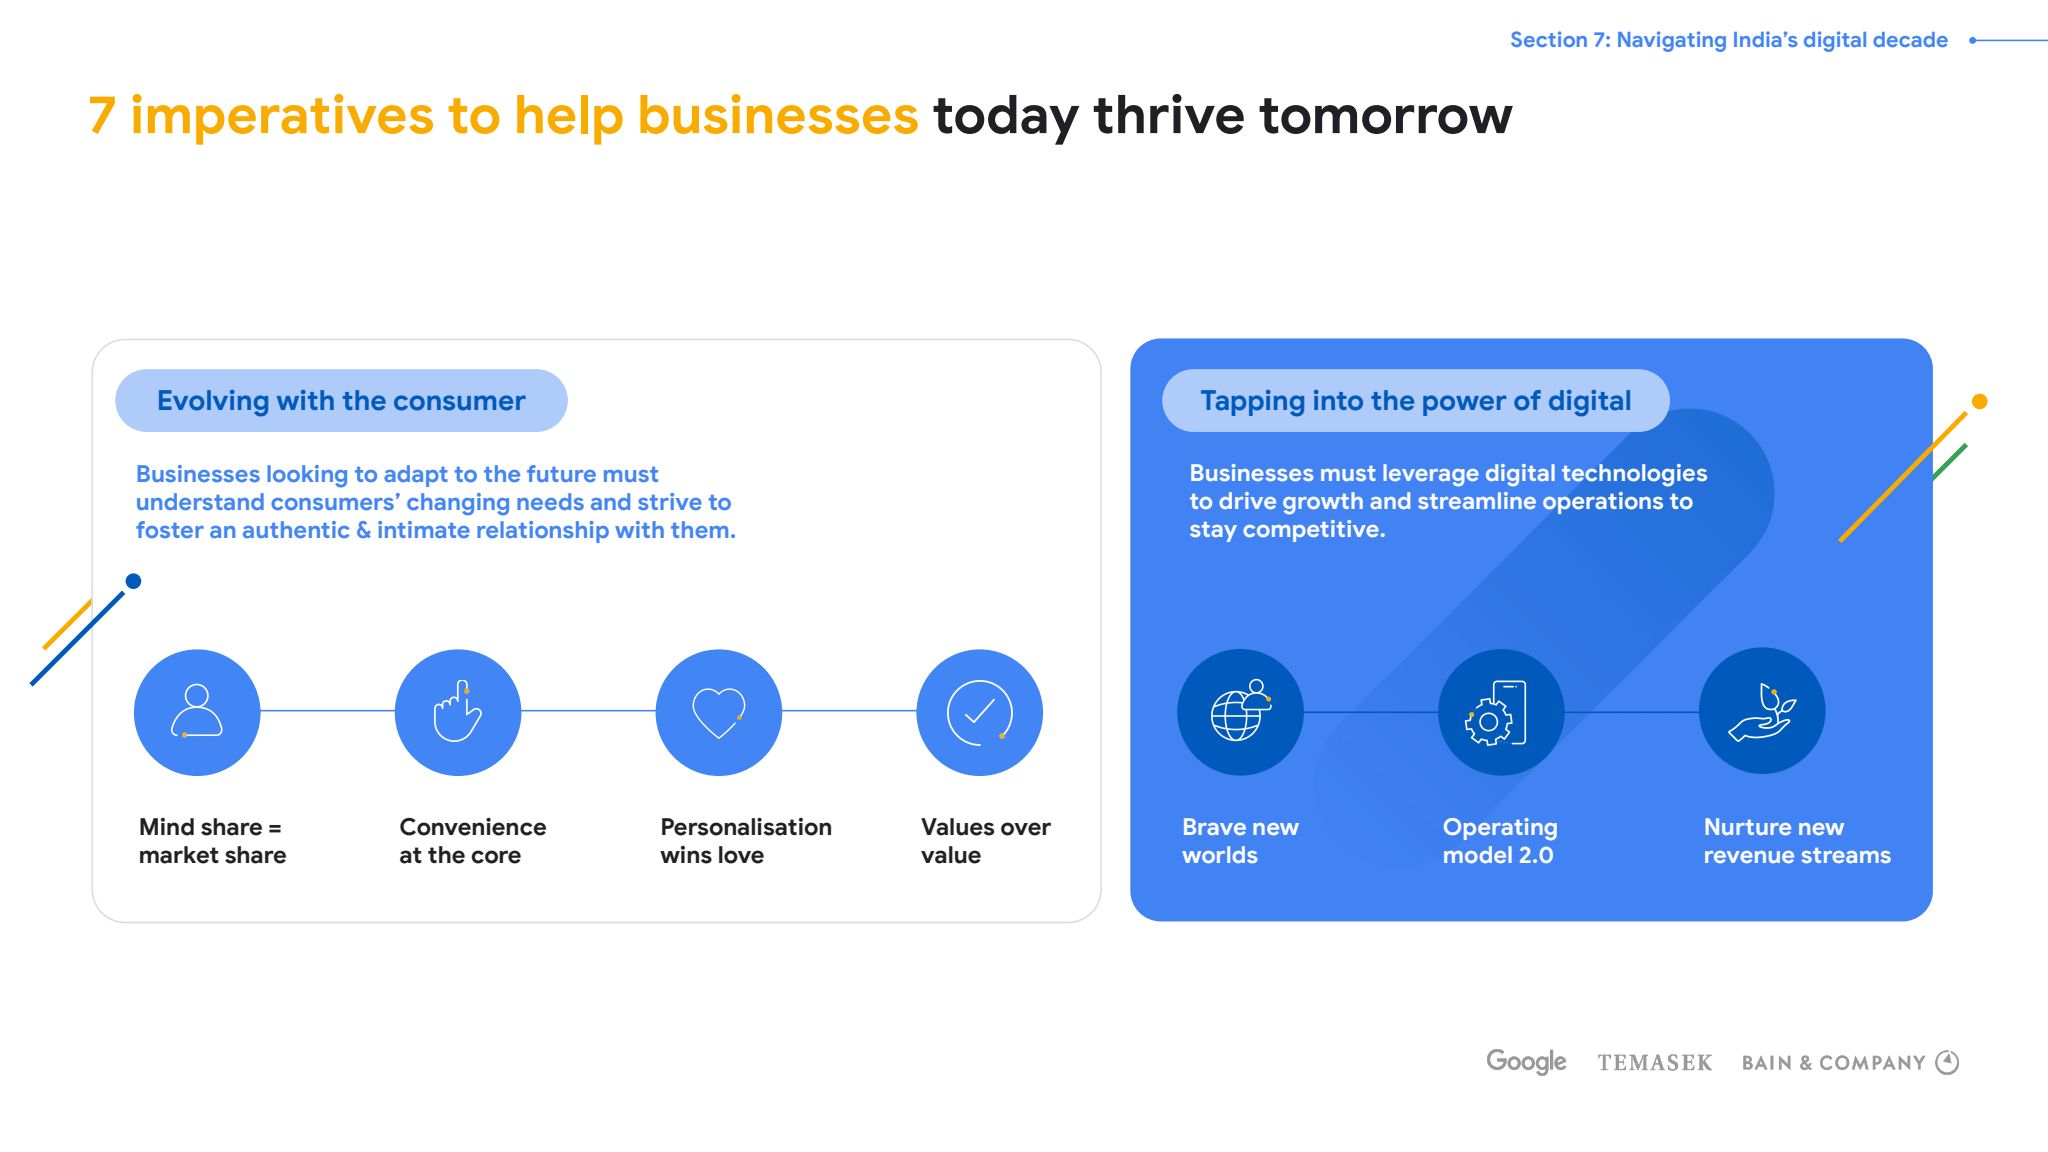 Section 7: Navigating India’s digital decade
7 imperatives to help businesses today thrive tomorrow
Evolving with the consumer
Businesses looking to adapt to the future must
understand consumers’ changing needs and strive to
foster an authentic & intimate relationship with them.
Mind share =
market share
Convenience
at the core
Personalisation
wins love
Values over
value
Tapping into the power of digital
Businesses must leverage digital technologies
to drive growth and streamline operations to
stay competitive.
Brave new
worlds
Operating
model 2.0
Nurture new
revenue streams
Google TEMASEK BAIN & COMPANY